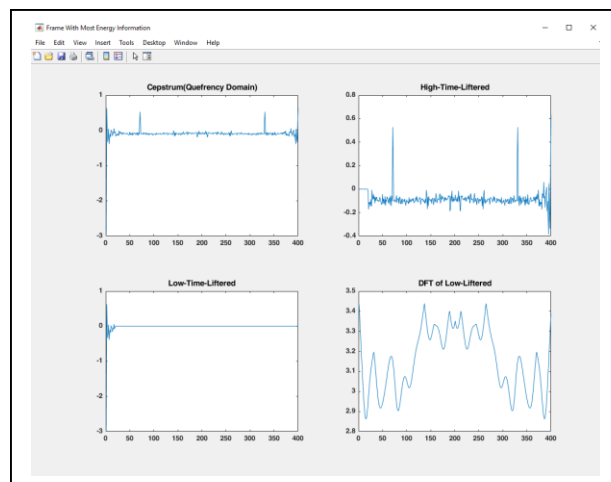 Frame With Most Energy Information
File Edit View Insert Tools Desktop Window Help
Cepstrum(Quefrency Domain)
1
0
-1
-2
-3
0 50 100 150 200 250 300 350 400
High-Time-Liftered
0.8
0.6
0.4
0.2
0
-0.2
-0.4
0 50 100 150 200 250 300 350 400
Low-Time-Liftered
1
0
-1
-2
-3
0 50 100 150 200 250 300 350 400
DFT of Low-Liftered
3.5
3.4
3.3
3.2
3.1
3
2.9
2.8
0 50 100 150 200 250 300 350 400